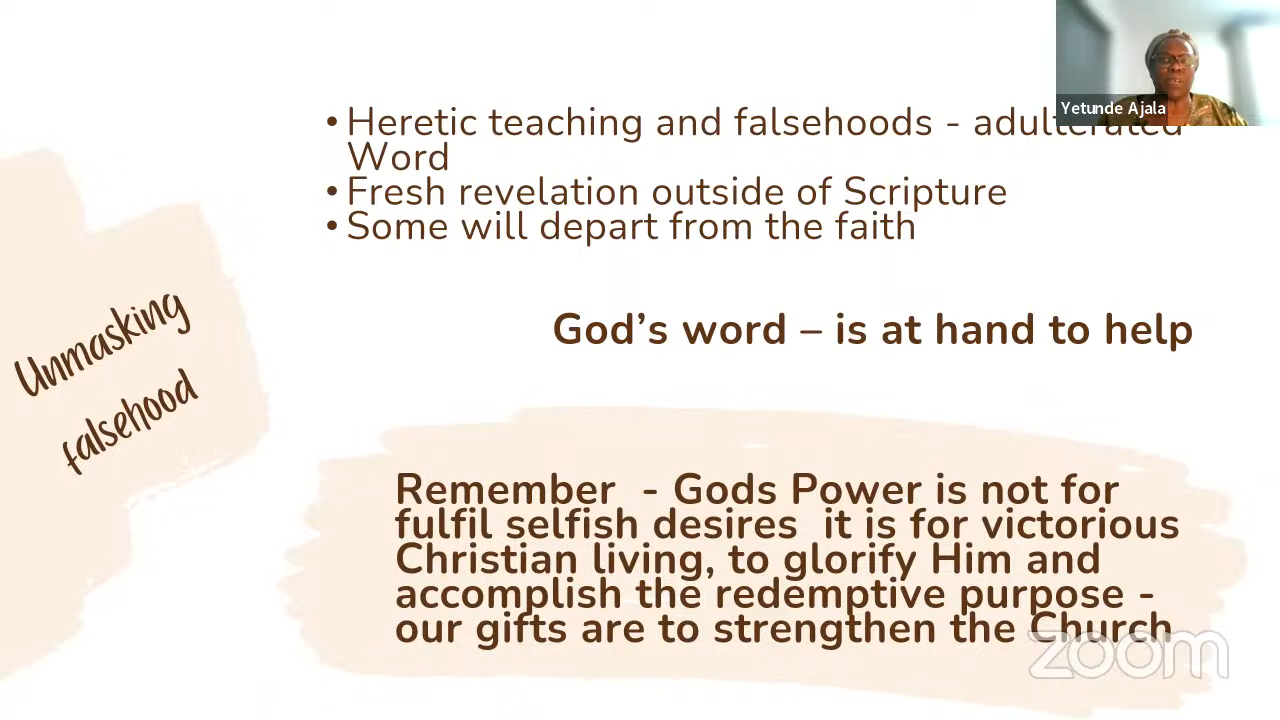 Yetunde Ajala
• Heretic teaching and falsehoods - adulterated
Word
• Fresh revelation outside of Scripture
• Some will depart from the faith
Unmasking
falsehood
God’s word – is at hand to help
Remember - Gods Power is not for
fulfil selfish desires it is for victorious
Christian living, to glorify Him and
accomplish the redemptive purpose -
our gifts are to strengthen the Church
zoom